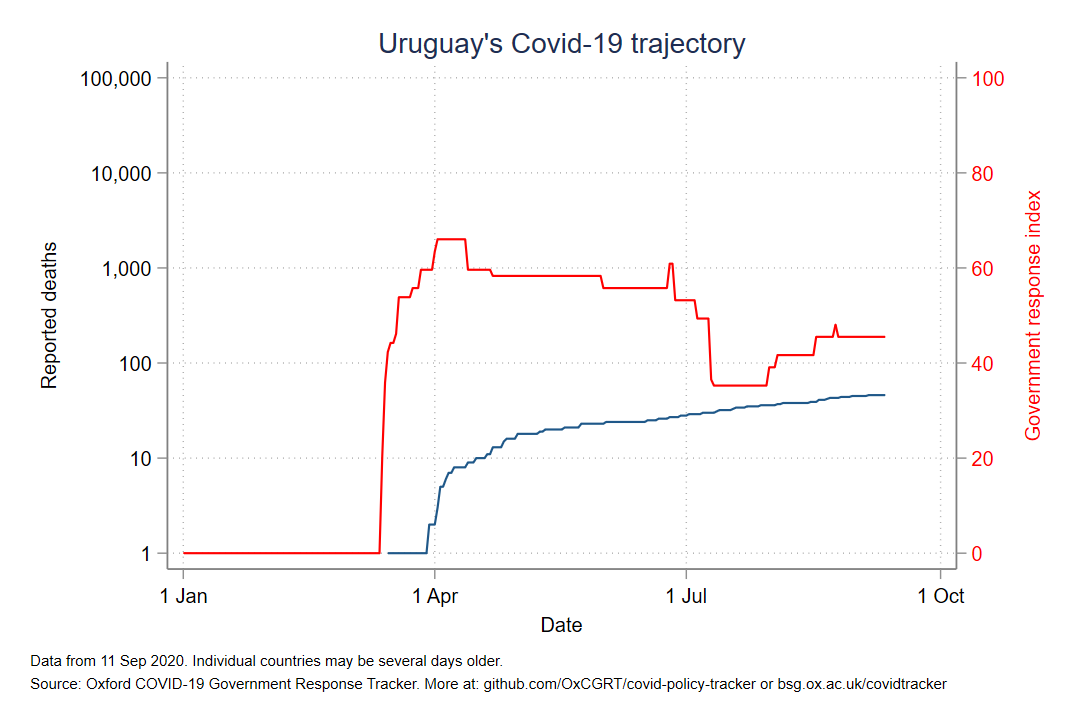 Uruguay's Covid-19 trajectory
100,000
10,000
1,000
100
10
1
Reported deaths
100
80
60
40
20
0
Government response index
1 Jan
1 Apr
1 Jul
1 Oct
Date
Data from 11 Sep 2020. Individual countries may be several days older.
Source: Oxford COVID-19 Government Response Tracker. More at: github.com/OxCGRT/covid-policy-tracker or bsg.ox.ac.uk/covidtracker